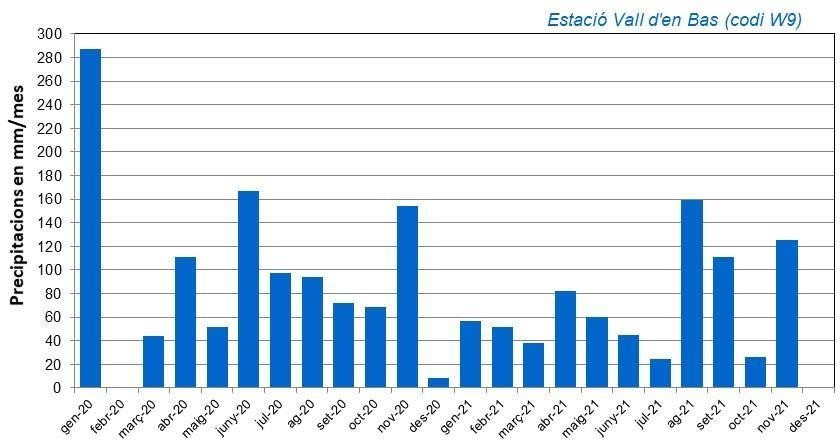 Estació Vall d'en Bas (codi W9)
Precipitacions en mm/mes
300
280
260
240
220
200
180
160
140
120
100
80
60
40
20
0
gen-20
febr-20
març-20
abr-20
maig-20
juny-20
jul-20
ag-20
set-20
oct-20
nov-20
des-20
gen-21
febr-21
març-21
abr-21
maig-21
juny-21
jul-21
ag-21
set-21
oct-21
nov-21
des-21